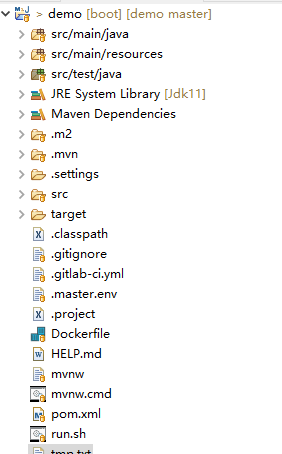 > demo [boot] [demo master]
src/main/java
src/main/resources
src/test/java
JRE System Library [Jdk11]
Maven Dependencies
.m2
.mvn
.settings
src
target
.classpath
.gitignore
.gitlab-ci.yml
.master.env
.project
Dockerfile
HELP.md
mvnw
mvnw.cmd
pom.xml
run.sh
tmp.txt